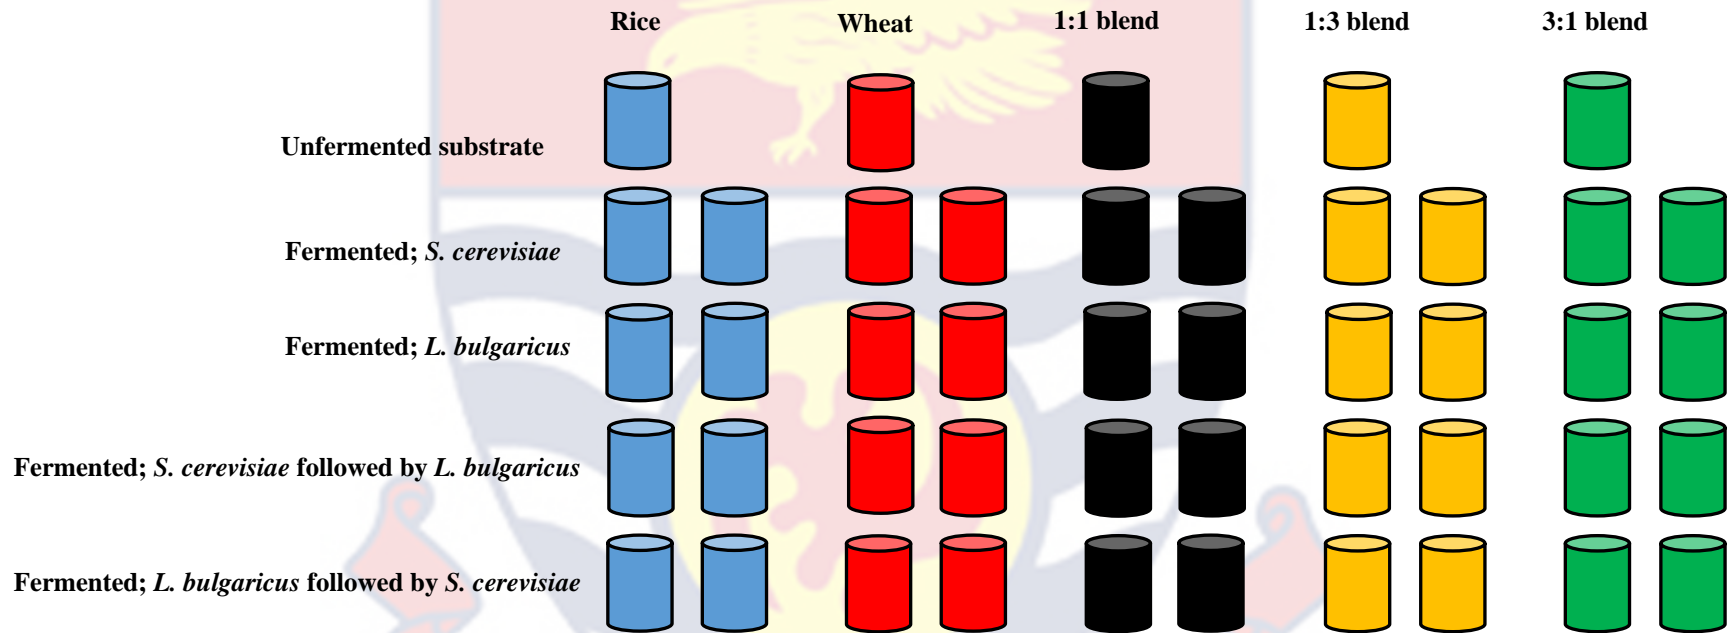 Rice Wheat 1:1 blend 1:3 blend 3:1 blend
Unfermented substrate
Fermented; S. cerevisiae
Fermented; L. bulgaricus
Fermented; S. cerevisiae followed by L. bulgaricus
Fermented; L. bulgaricus followed by S. cerevisiae